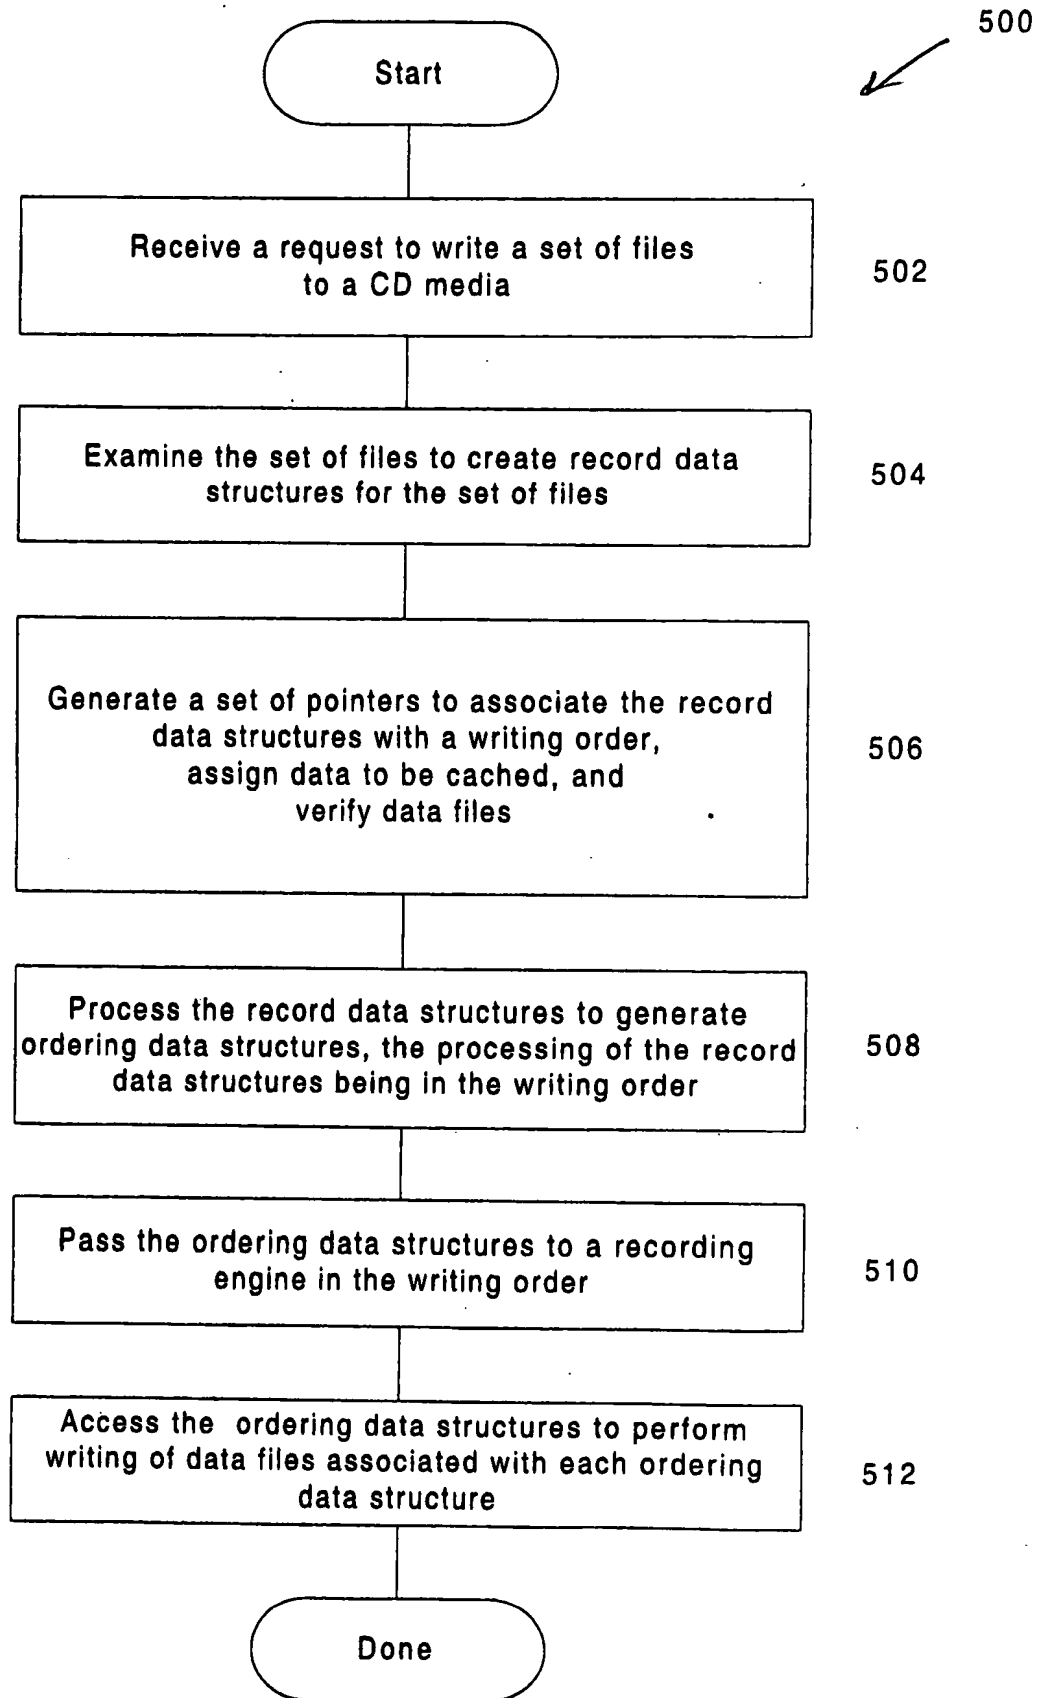 500
Start
Receive a request to write a set of files
to a CD media
502
Examine the set of files to create record data
structures for the set of files
504
Generate a set of pointers to associate the record
data structures with a writing order,
assign data to be cached, and
verify data files
506
Process the record data structures to generate
ordering data structures, the processing of the record
data structures being in the writing order
508
Pass the ordering data structures to a recording
engine in the writing order
510
Access the ordering data structures to perform
writing of data files associated with each ordering
data structure
512
Done